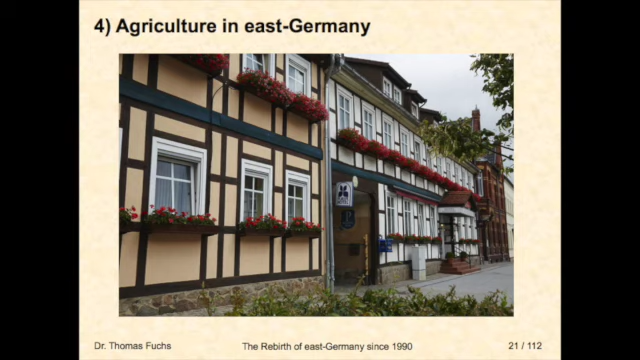 4) Agriculture in east-Germany
Dr. Thomas Fuchs
The Rebirth of east-Germany since 1990
21 / 112